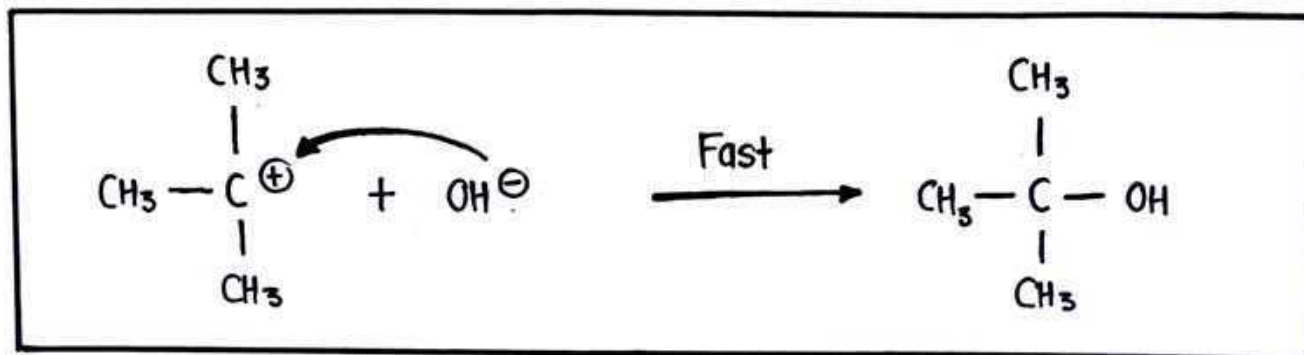 CH₃ CH₃
Fast
CH₃ — C ⊕ + OH ⊖ CH₃ — C — OH
CH₃ CH₃